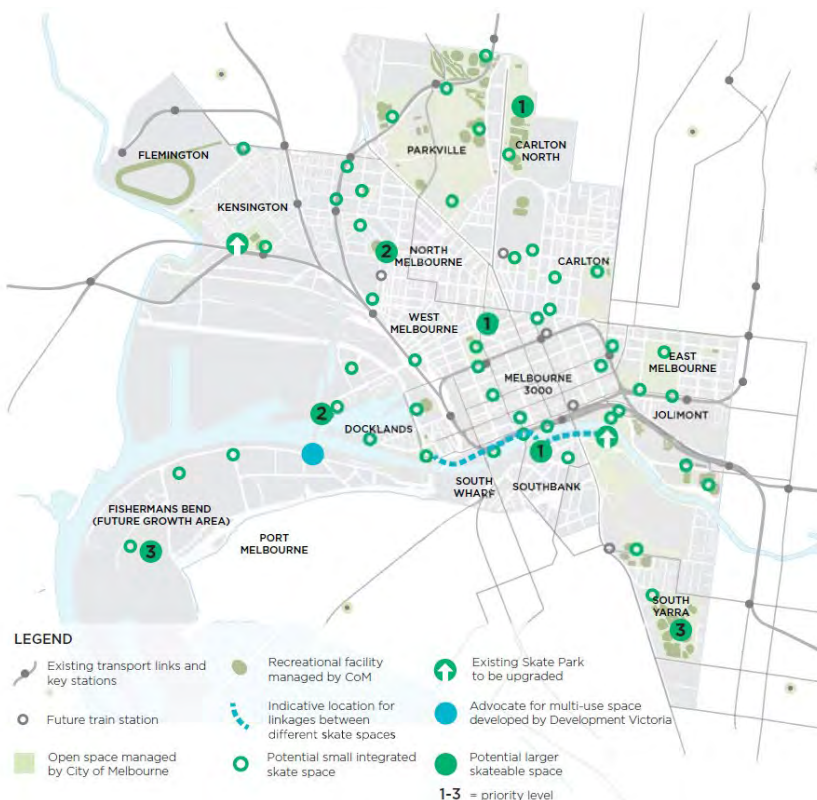 1
FLEMINGTON
PARKVILLE
CARLTON
NORTH
KENSINGTON
2
NORTH
MELBOURNE
CARLTON
WEST
MELBOURNE
1
EAST
MELBOURNE
MELBOURNE
3000
JOLIMONT
2
DOCKLANDS
1
SOUTH
WHARF
SOUTHBANK
FISHERMANS BEND
(FUTURE GROWTH AREA)
PORT
MELBOURNE
3
SOUTH
YARRA
3
LEGEND
Existing transport links and
key stations
Future train station
Open space managed
by City of Melbourne
Recreational facility
managed by CoM
Indicative location for
linkages between
different skate spaces
Potential small integrated
skate space
Existing Skate Park
to be upgraded
Advocate for multi-use space
developed by Development Victoria
Potential larger
skateable space
1-3 = priority level